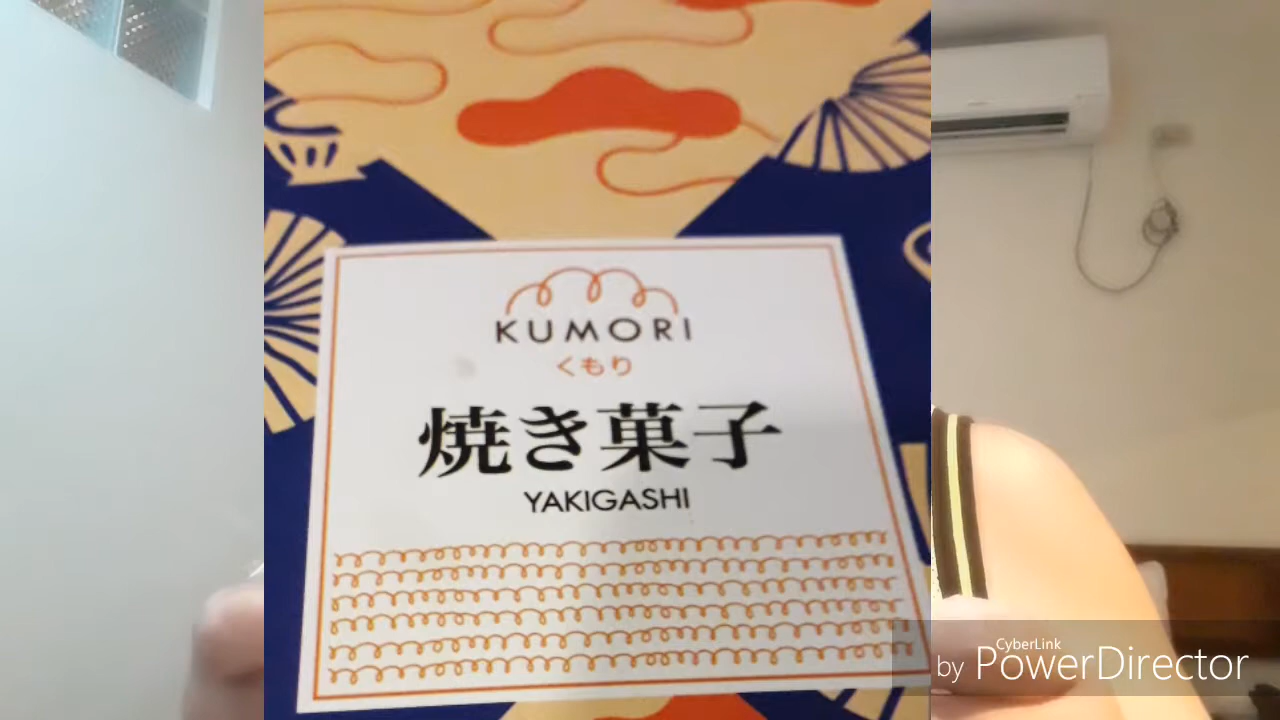 KUMORI
くもり
焼き菓子
YAKIGASHI
CyberLink
by PowerDirector